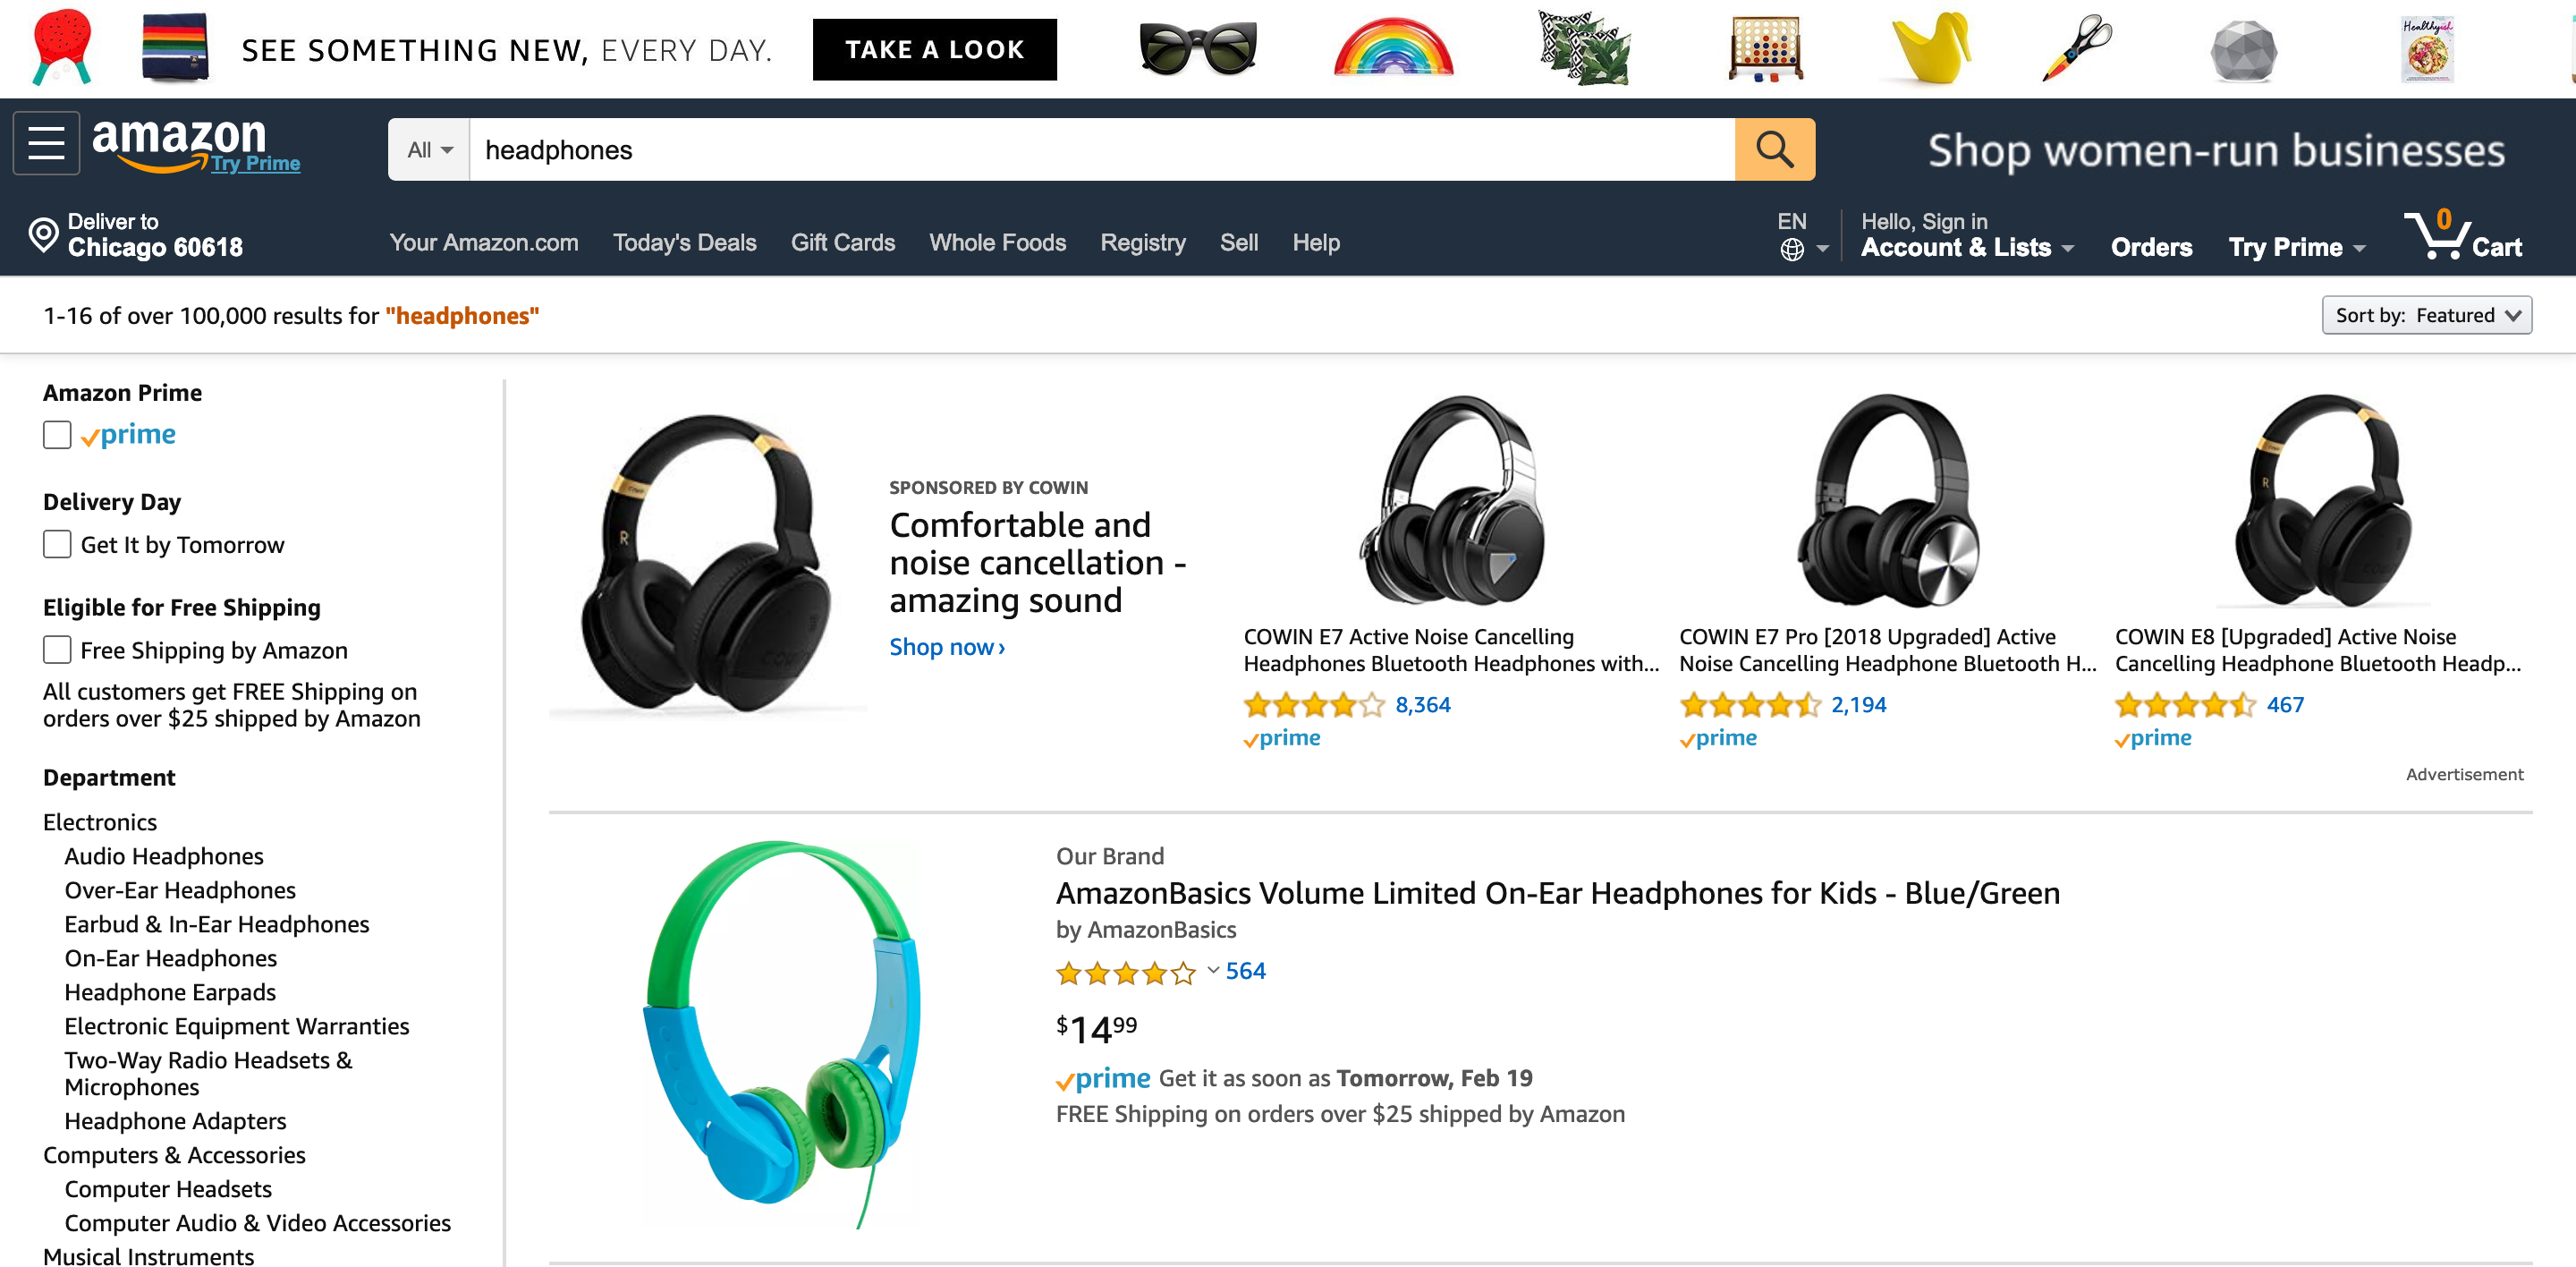 SEE SOMETHING NEW, EVERY DAY.
TAKE A LOOK
Healthyish
amazon
Try Prime
All
headphones
Shop women-run businesses
Deliver to
Chicago 60618
Your Amazon.com Today's Deals Gift Cards Whole Foods Registry Sell Help
EN
Hello, Sign in
Account & Lists
Orders
Try Prime
0
Cart
1-16 of over 100,000 results for "headphones"
Sort by: Featured
Amazon Prime
prime
Delivery Day
Get It by Tomorrow
Eligible for Free Shipping
Free Shipping by Amazon
All customers get FREE Shipping on
orders over $25 shipped by Amazon
Department
Electronics
Audio Headphones
Over-Ear Headphones
Earbud & In-Ear Headphones
On-Ear Headphones
Headphone Earpads
Electronic Equipment Warranties
Two-Way Radio Headsets &
Microphones
Headphone Adapters
Computers & Accessories
Computer Headsets
Computer Audio & Video Accessories
Musical Instruments
R
SPONSORED BY COWIN
Comfortable and
noise cancellation -
amazing sound
Shop now ›
COWIN E7 Active Noise Cancelling
Headphones Bluetooth Headphones with...
8,364
prime
COWIN E7 Pro [2018 Upgraded] Active
Noise Cancelling Headphone Bluetooth H...
2,194
prime
R
COWIN E8 [Upgraded] Active Noise
Cancelling Headphone Bluetooth Headp...
467
prime
Advertisement
Our Brand
AmazonBasics Volume Limited On-Ear Headphones for Kids - Blue/Green
by AmazonBasics
564
$14 99
prime Get it as soon as Tomorrow, Feb 19
FREE Shipping on orders over $25 shipped by Amazon